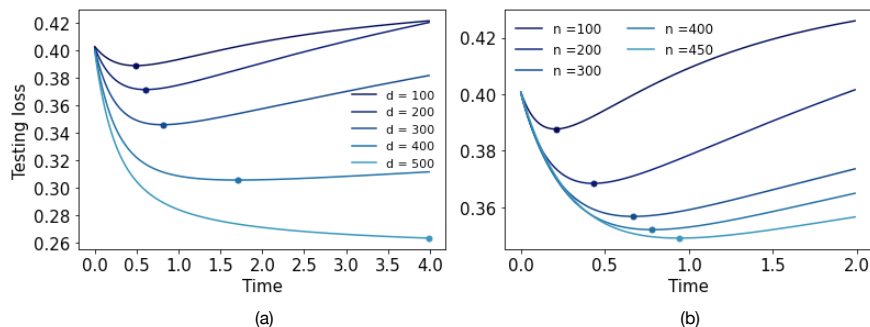 0.42
0.40
0.38
0.36
0.34
0.32
0.30
0.28
0.26
Testing loss
d = 100
d = 200
d = 300
d = 400
d = 500
0.0 0.5 1.0 1.5 2.0 2.5 3.0 3.5 4.0
Time
(a)
0.42
0.40
0.38
0.36
n =100
n =200
n =300
n =400
n =450
0.0 0.5 1.0 1.5 2.0
Time
(b)